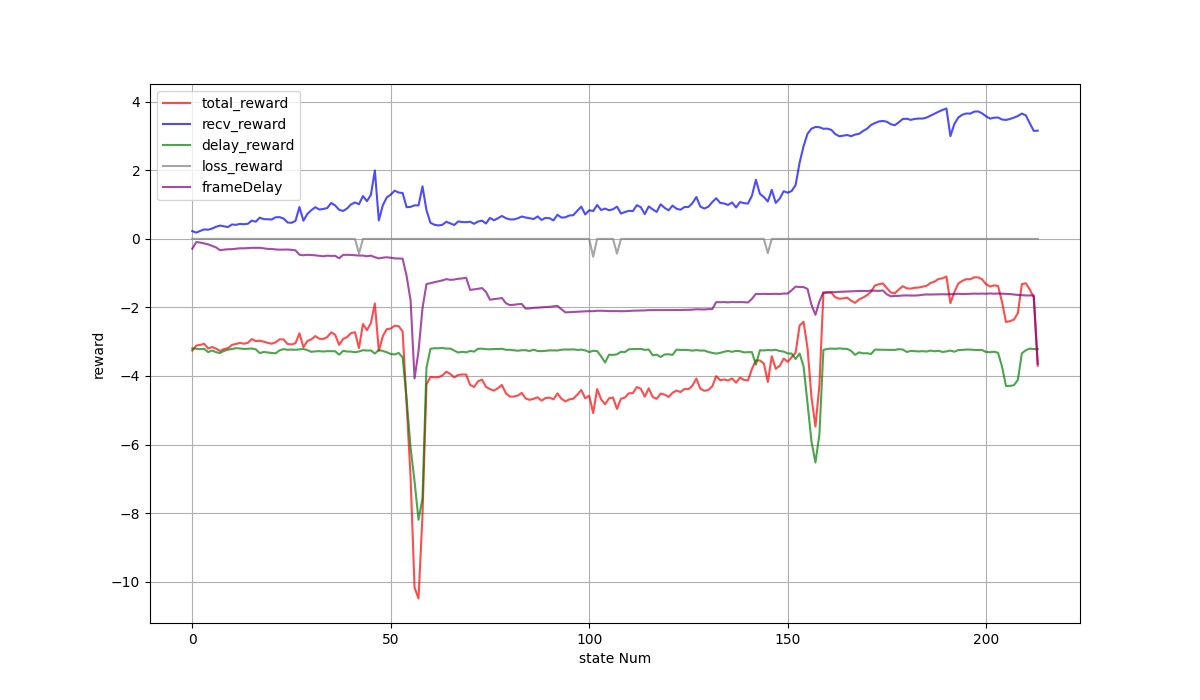 total_reward
recv_reward
delay_reward
loss_reward
frameDelay
4
2
0
−2
−4
−6
−8
−10
reward
0 50 100 150 200
state Num